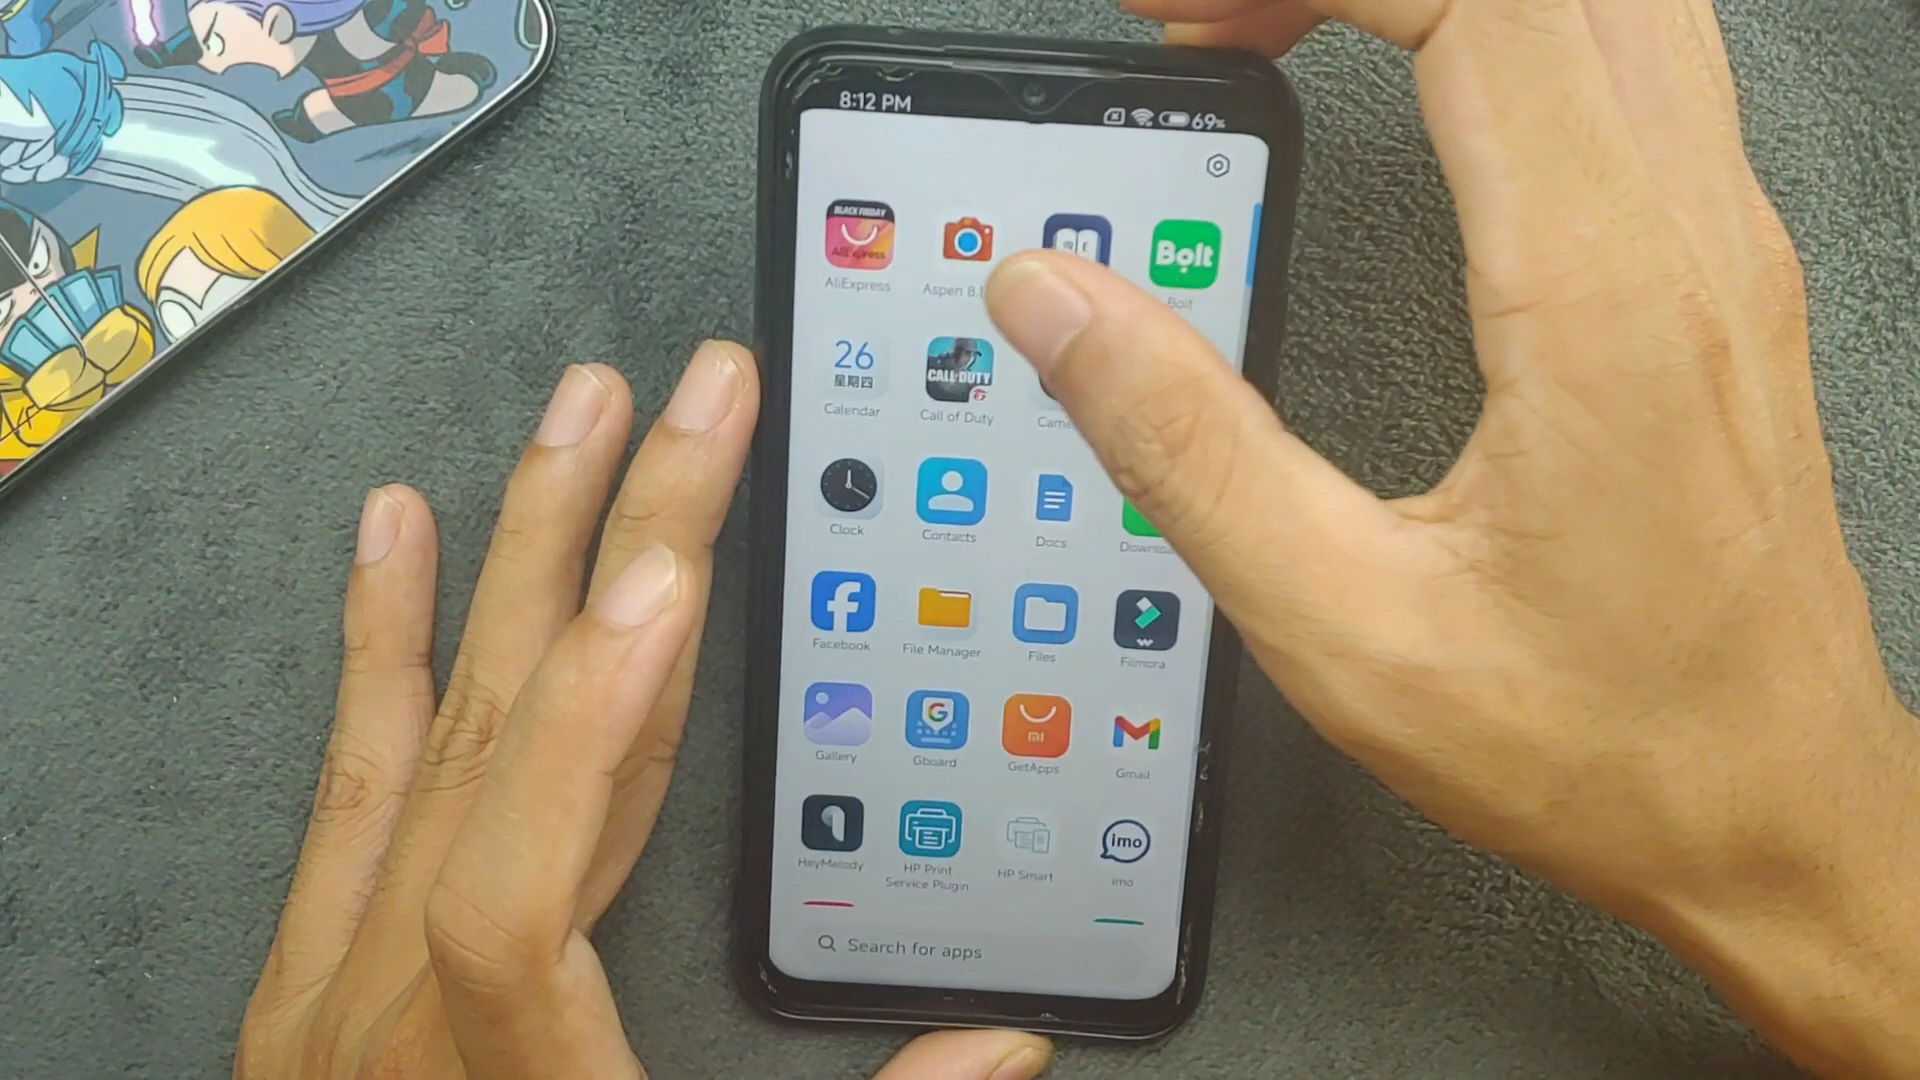 8:12 PM
69%
BLACK FRIDAY
AliExpress
AliExpress
Aspen 8.1
Bolt
Bolt
26
星期四
Calendar
CALL OF DUTY
Call of Duty
Came
Clock
Contacts
Docs
Downloa
Facebook
File Manager
Files
Filmora
Gallery
G
Gboard
mi
GetApps
Gmail
HeyMelody
HP Print
Service Plugin
HP Smart
imo
imo
Search for apps